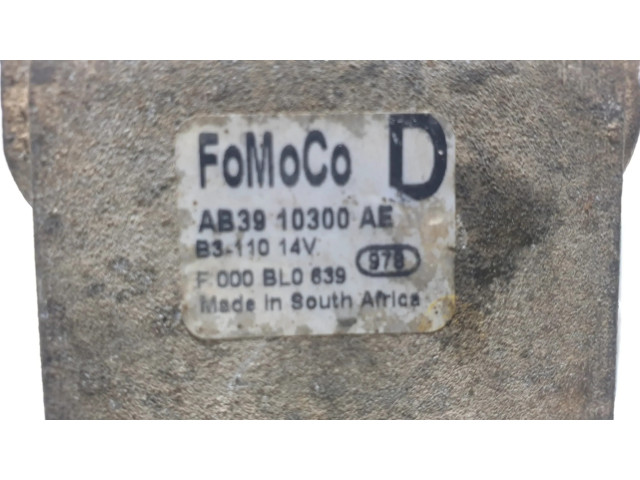 FoMoCo D
AB39 10300 AE
B3-110 14V
978
F 000 BL0 639
Made in South Africa